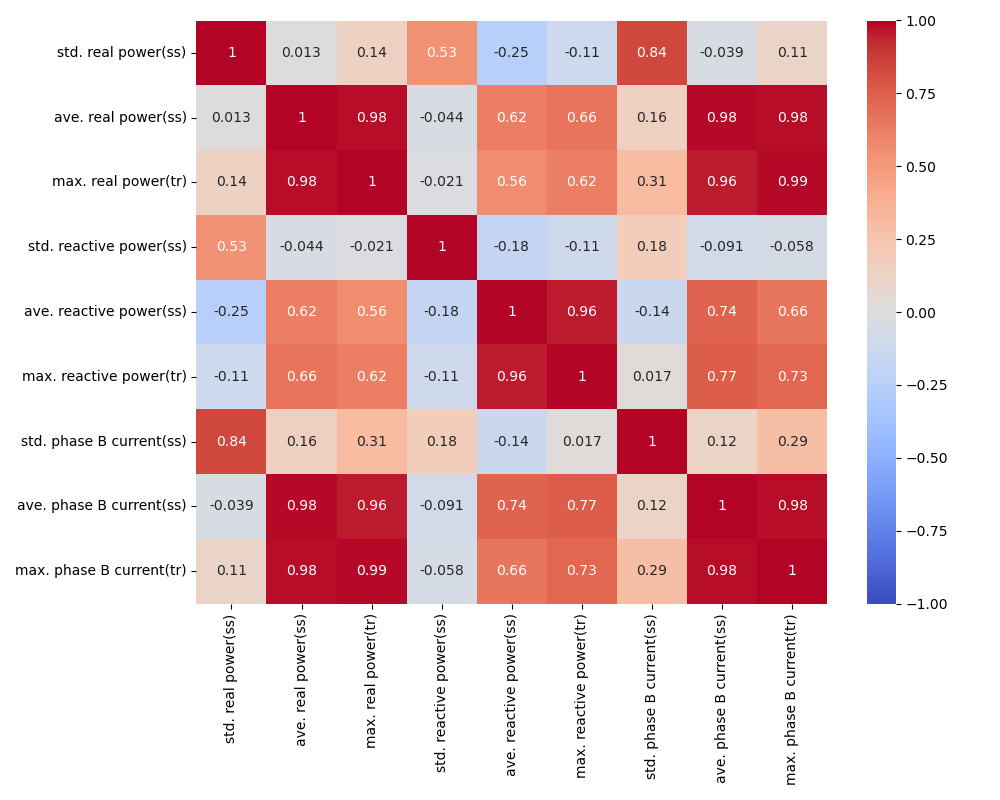 std. real power(ss) 1 0.013 0.14 0.53 -0.25 -0.11 0.84 -0.039 0.11
ave. real power(ss) 0.013 1 0.98 -0.044 0.62 0.66 0.16 0.98 0.98
max. real power(tr) 0.14 0.98 1 -0.021 0.56 0.62 0.31 0.96 0.99
std. reactive power(ss) 0.53 -0.044 -0.021 1 -0.18 -0.11 0.18 -0.091 -0.058
ave. reactive power(ss) -0.25 0.62 0.56 -0.18 1 0.96 -0.14 0.74 0.66
max. reactive power(tr) -0.11 0.66 0.62 -0.11 0.96 1 0.017 0.77 0.73
std. phase B current(ss) 0.84 0.16 0.31 0.18 -0.14 0.017 1 0.12 0.29
ave. phase B current(ss) -0.039 0.98 0.96 -0.091 0.74 0.77 0.12 1 0.98
max. phase B current(tr) 0.11 0.98 0.99 -0.058 0.66 0.73 0.29 0.98 1
std. real power(ss)
ave. real power(ss)
max. real power(tr)
std. reactive power(ss)
ave. reactive power(ss)
max. reactive power(tr)
std. phase B current(ss)
ave. phase B current(ss)
max. phase B current(tr)
1.00
0.75
0.50
0.25
0.00
−0.25
−0.50
−0.75
−1.00